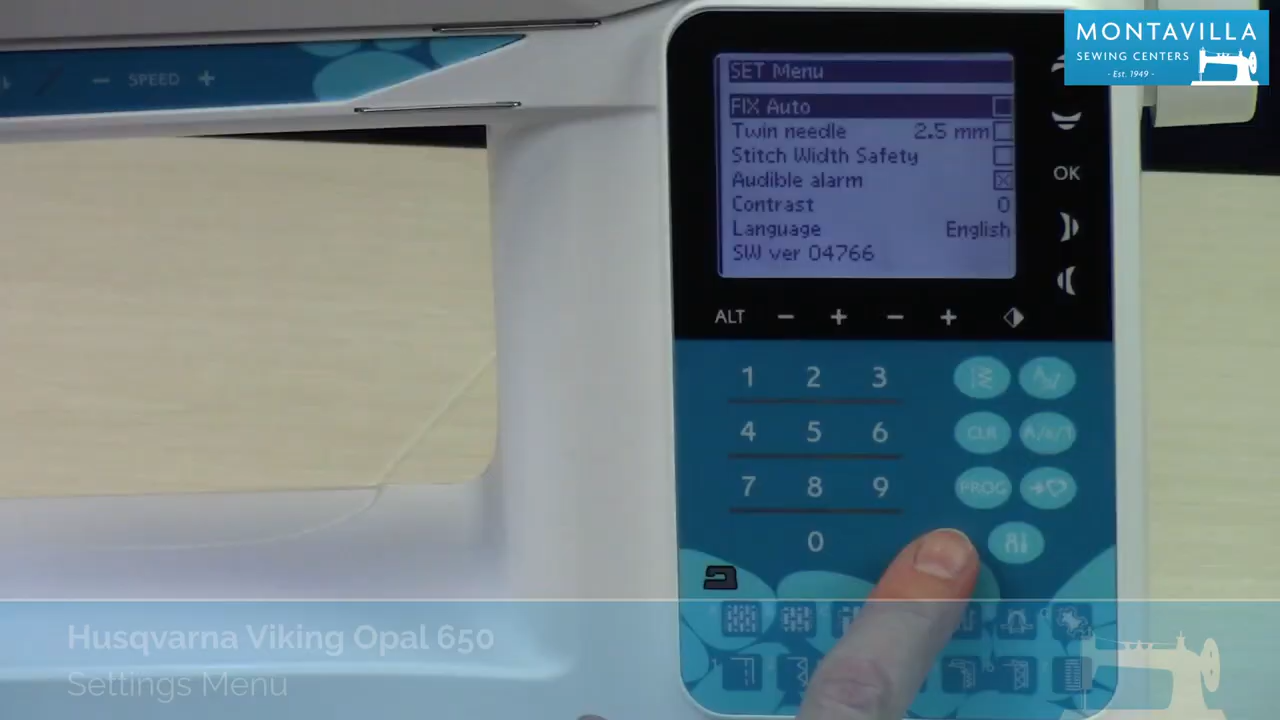 MONTAVILLA
SEWING CENTERS
- Est. 1949 -
SPEED
SET Menu
FIX Auto
Twin needle 2.5 mm
Stitch Width Safety
Audible alarm
Contrast 0
Language English
SW ver 04766
OK
ALT - + - +
1 2 3
4 5 6
CLR
7 8 9
PROG
0
Husqvarna Viking Opal 650
Settings Menu